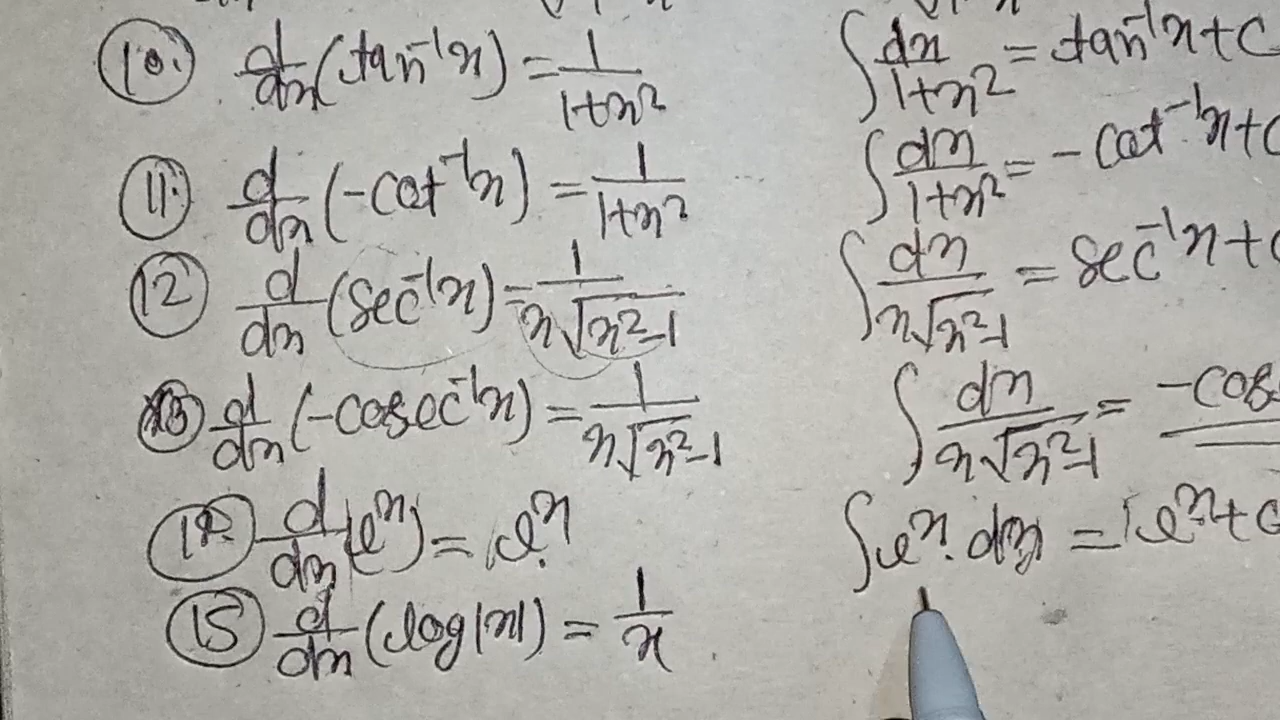 10. d/dx (tan⁻¹x) = 1/1+x² ∫ dx/1+x² = tan⁻¹x + C
11. d/dx (-cot⁻¹x) = 1/1+x² ∫ dx/1+x² = - cot⁻¹x + C
12 d/dx (sec⁻¹x) = 1/x√x²-1 ∫ dx/x√x²-1 = sec⁻¹x + C
13 d/dx (-cosec⁻¹x) = 1/x√x²-1 ∫ dx/x√x²-1 = -cos
14. d/dx (eˣ) = eˣ. ∫eˣ. dx = eˣ + C
15 d/dx (log|x|) = 1/x